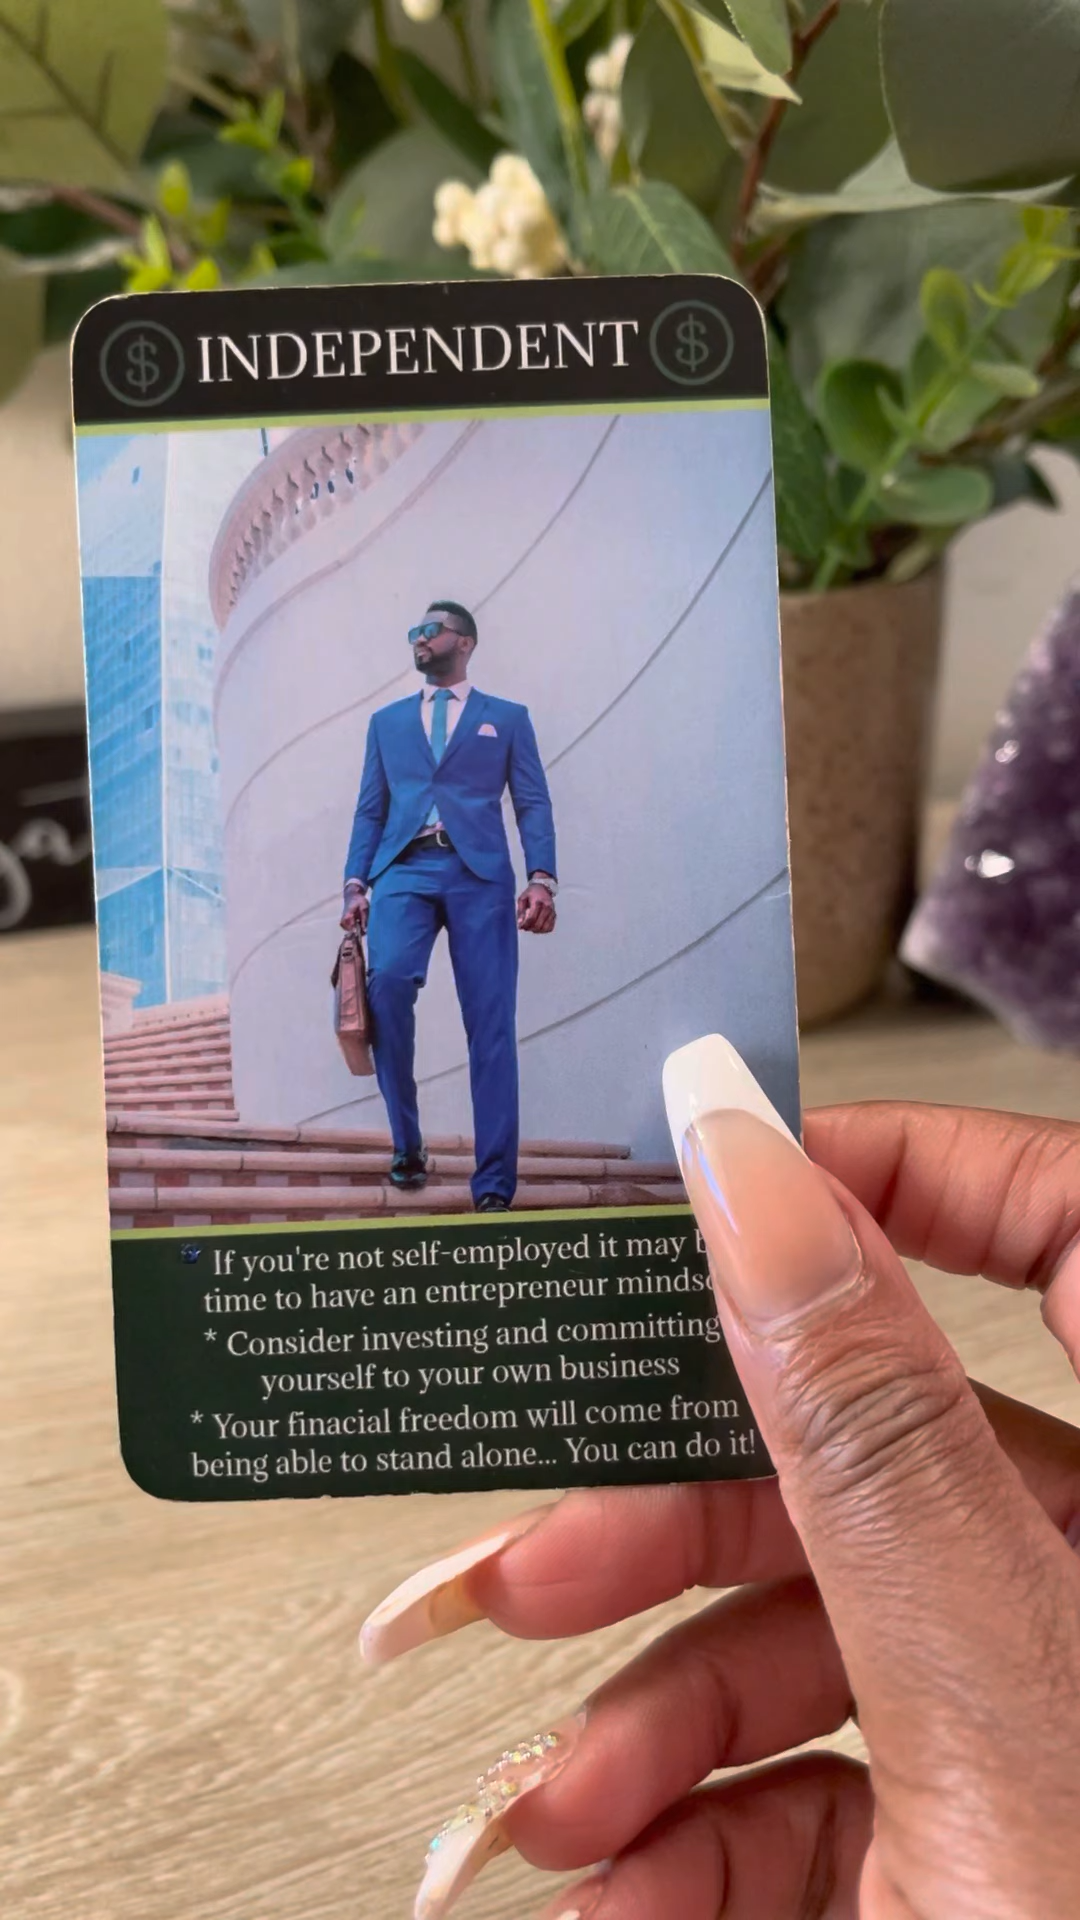 $ INDEPENDENT $
* If you're not self-employed it may
time to have an entrepreneur
* Consider investing and committing
yourself to your own business
* Your finacial freedom will come from
being able to stand alone... You can do it!